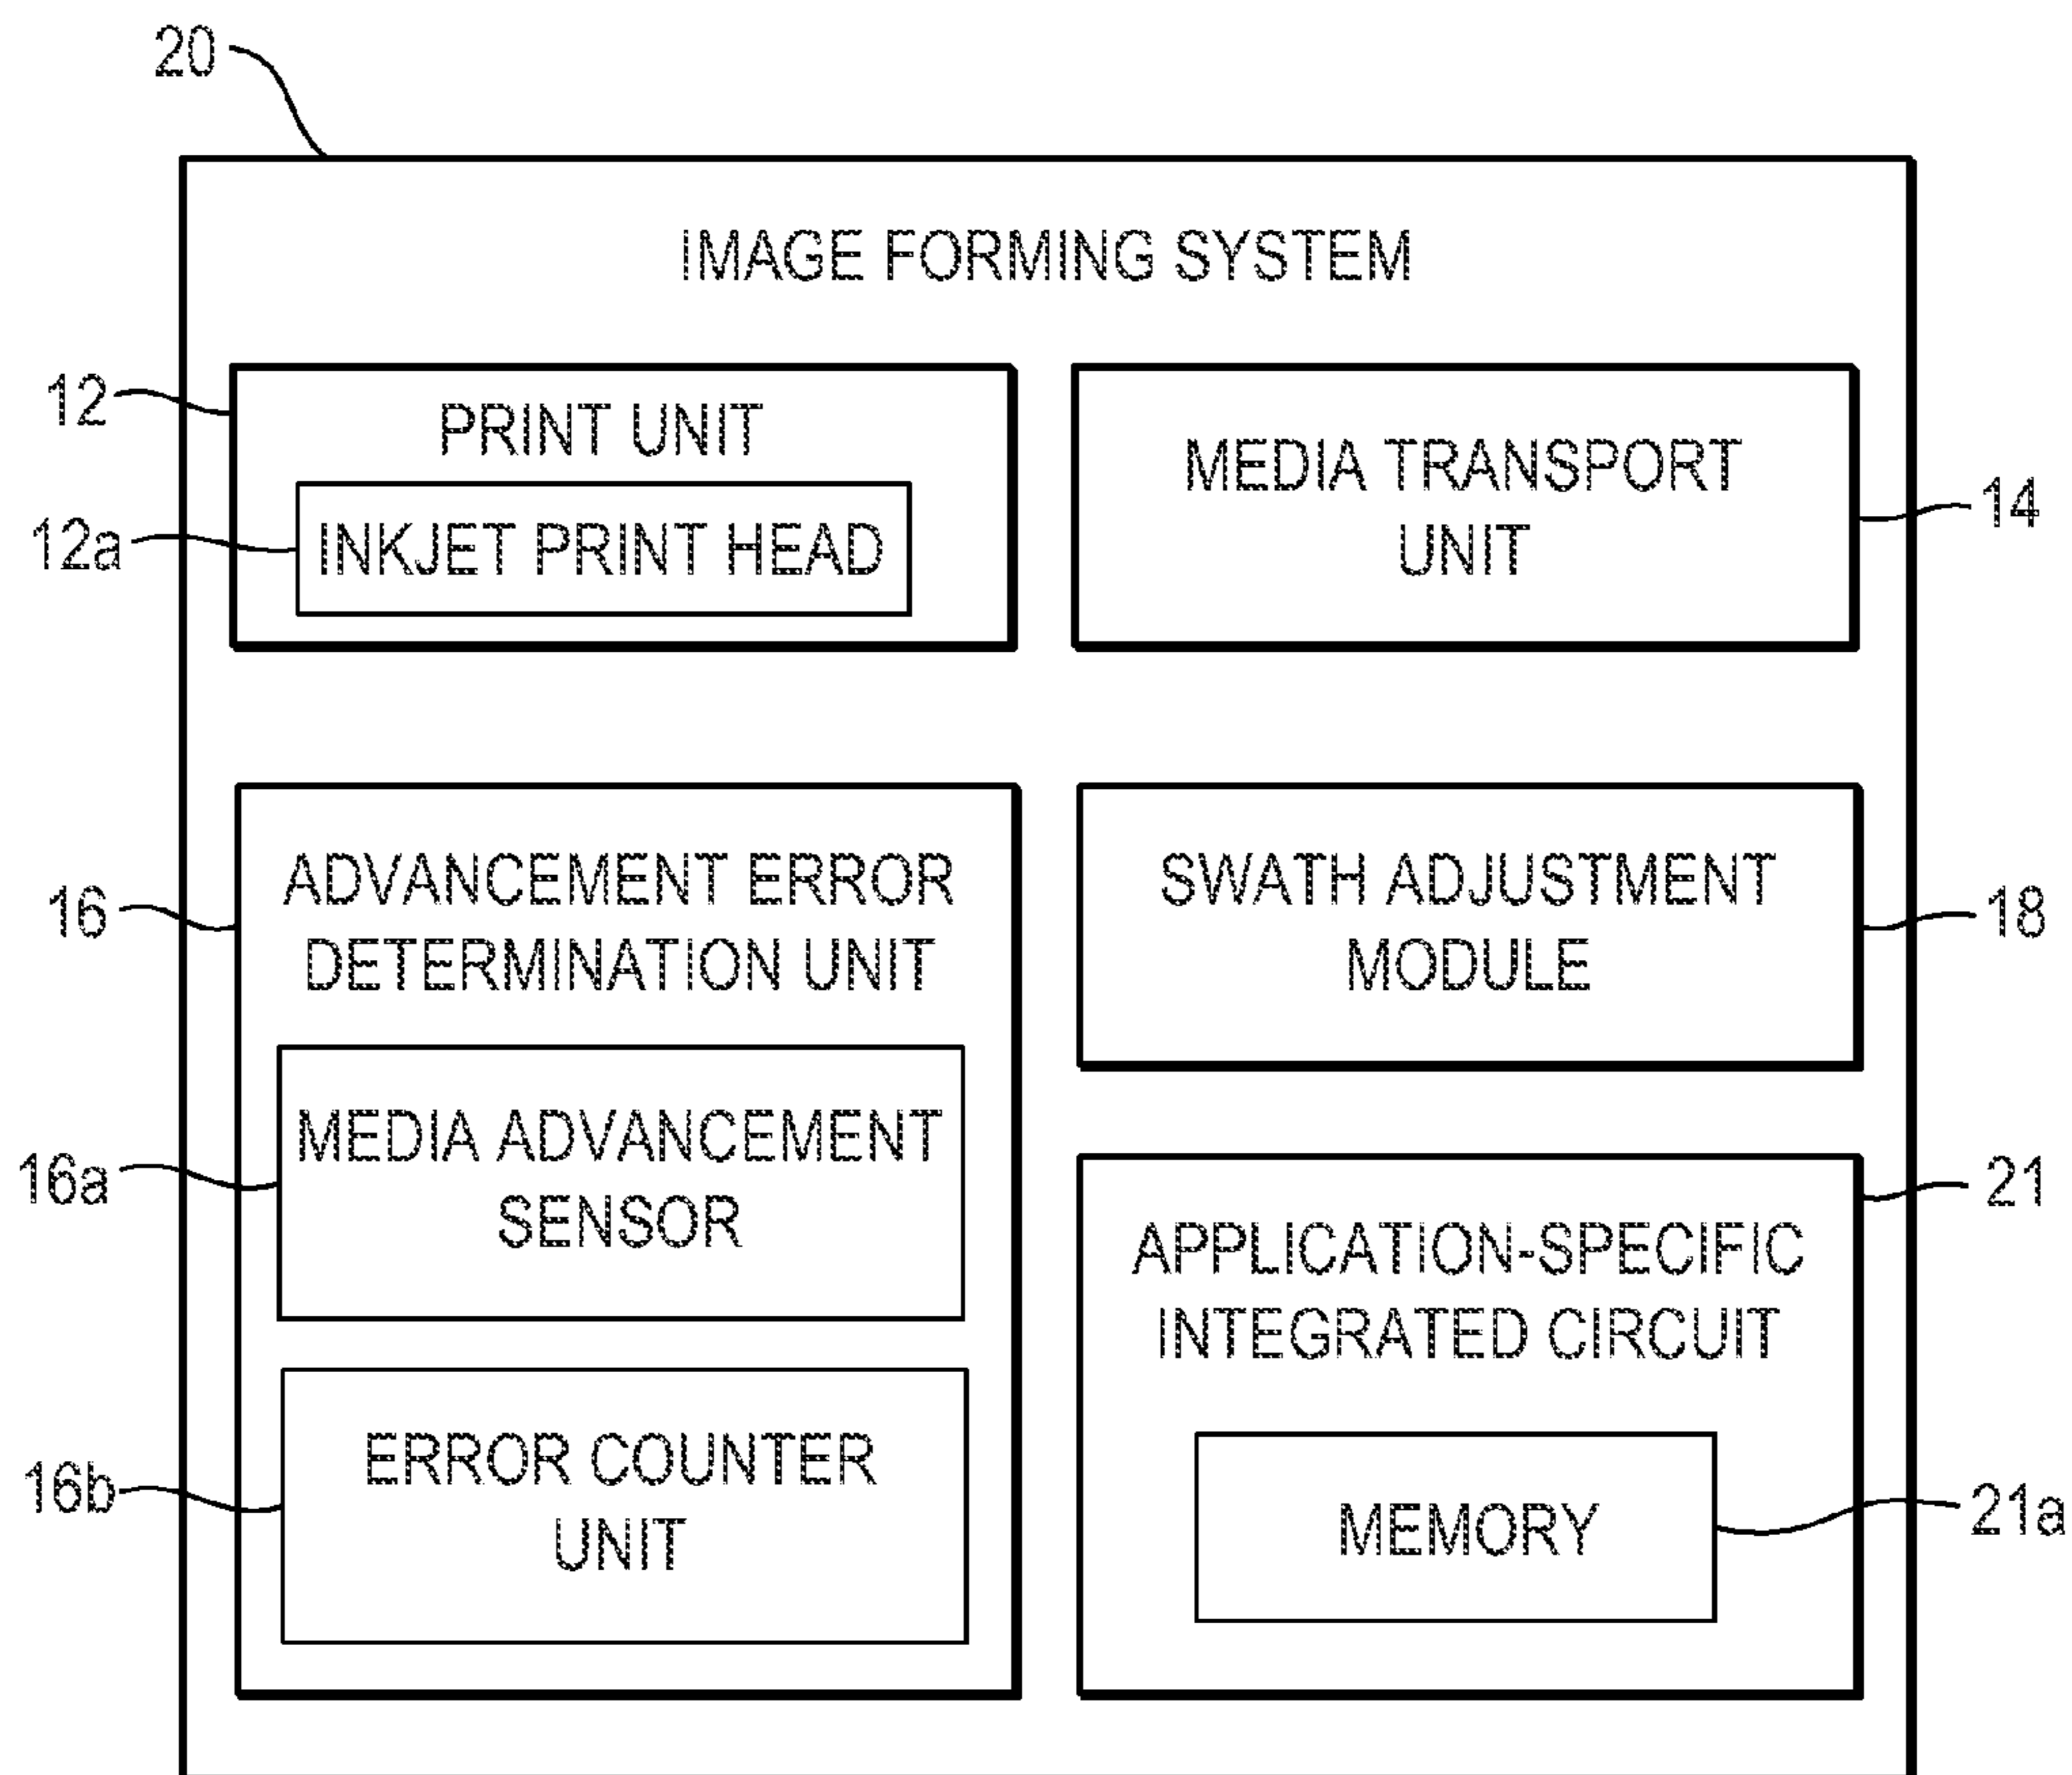 20
IMAGE FORMING SYSTEM
12
PRINT UNIT
12a
INKJET PRINT HEAD
MEDIA TRANSPORT
UNIT
14
16
ADVANCEMENT ERROR
DETERMINATION UNIT
SWATH ADJUSTMENT
MODULE
18
16a
MEDIA ADVANCEMENT
SENSOR
16b
ERROR COUNTER
UNIT
21
APPLICATION-SPECIFIC
INTEGRATED CIRCUIT
MEMORY
21a